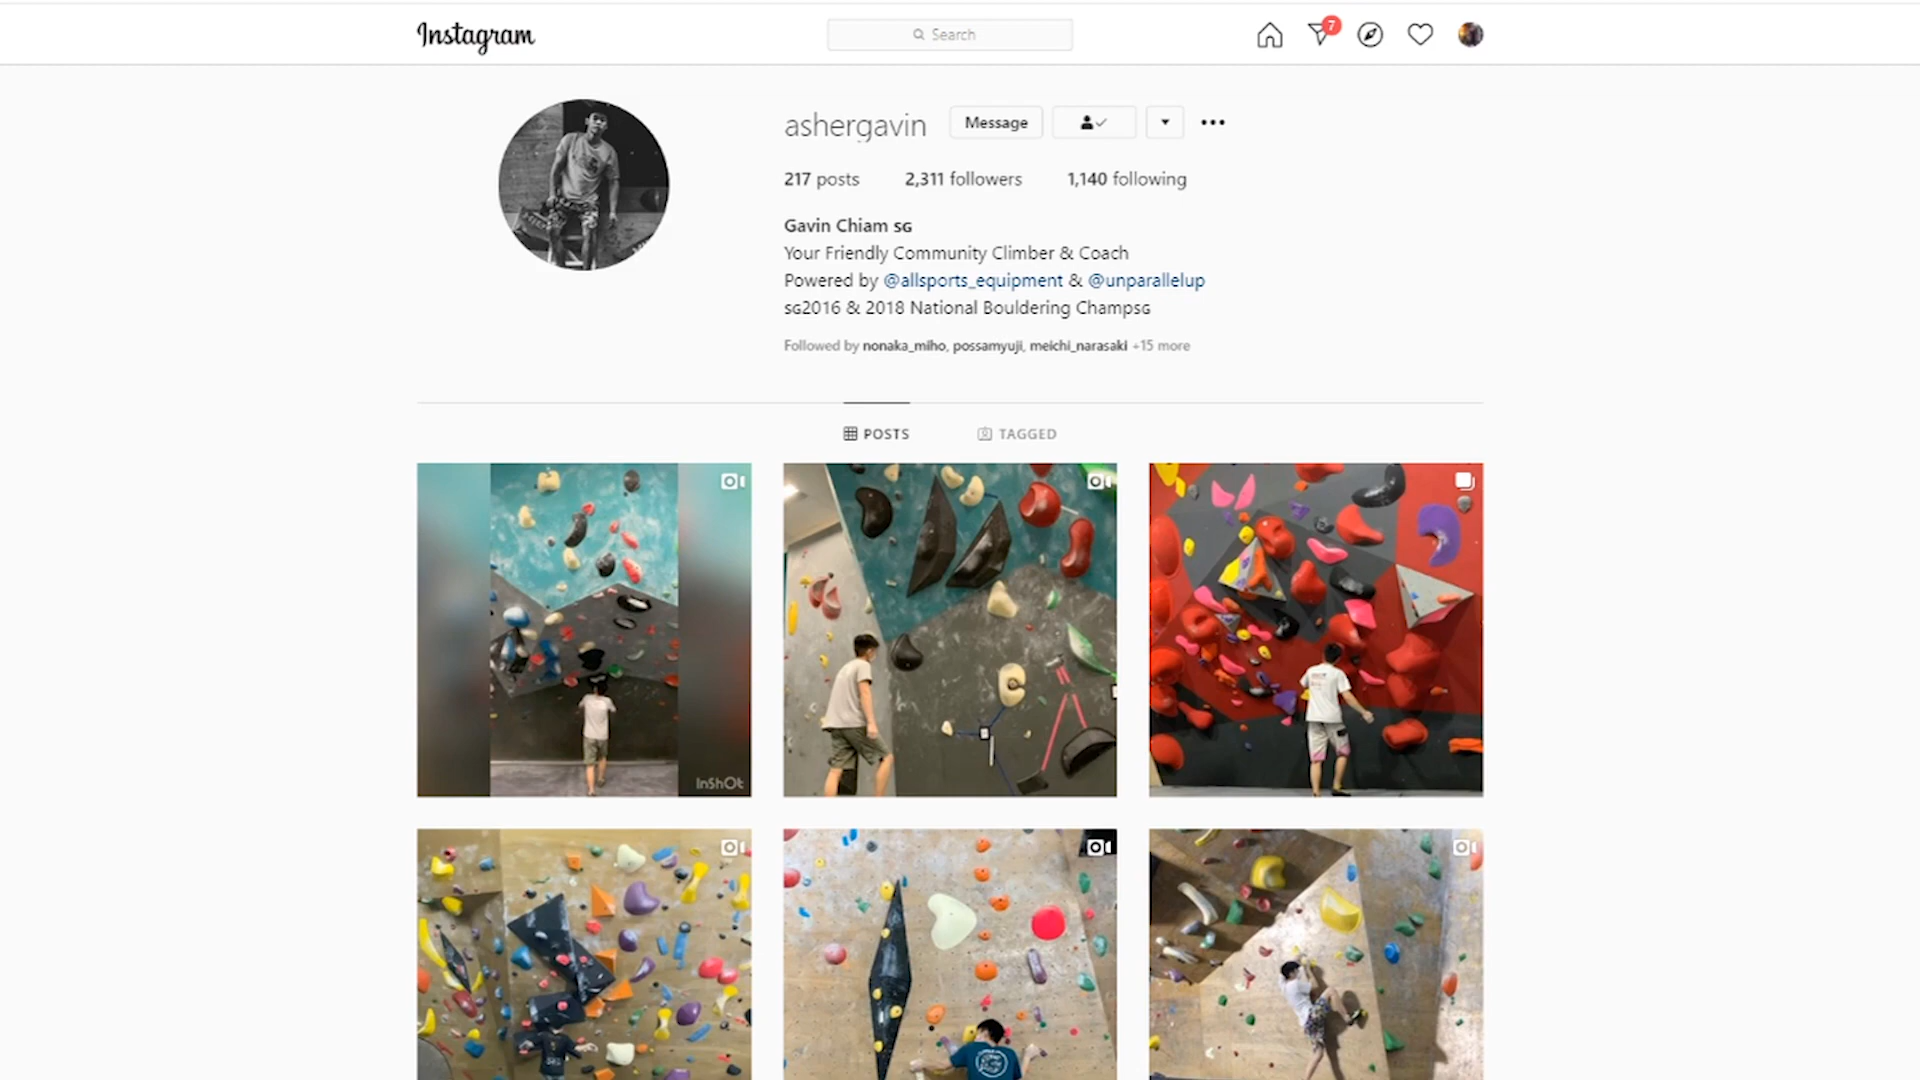 Instagram
Search
7
ashergavin
Message
217 posts
2,311 followers
1,140 following
Gavin Chiam SG
Your Friendly Community Climber & Coach
Powered by @allsports_equipment & @unparallelup
SG2016 & 2018 National Bouldering ChampSG
Followed by nonaka_miho, possamyuji, meichi_narasaki +15 more
POSTS
TAGGED
InShOt